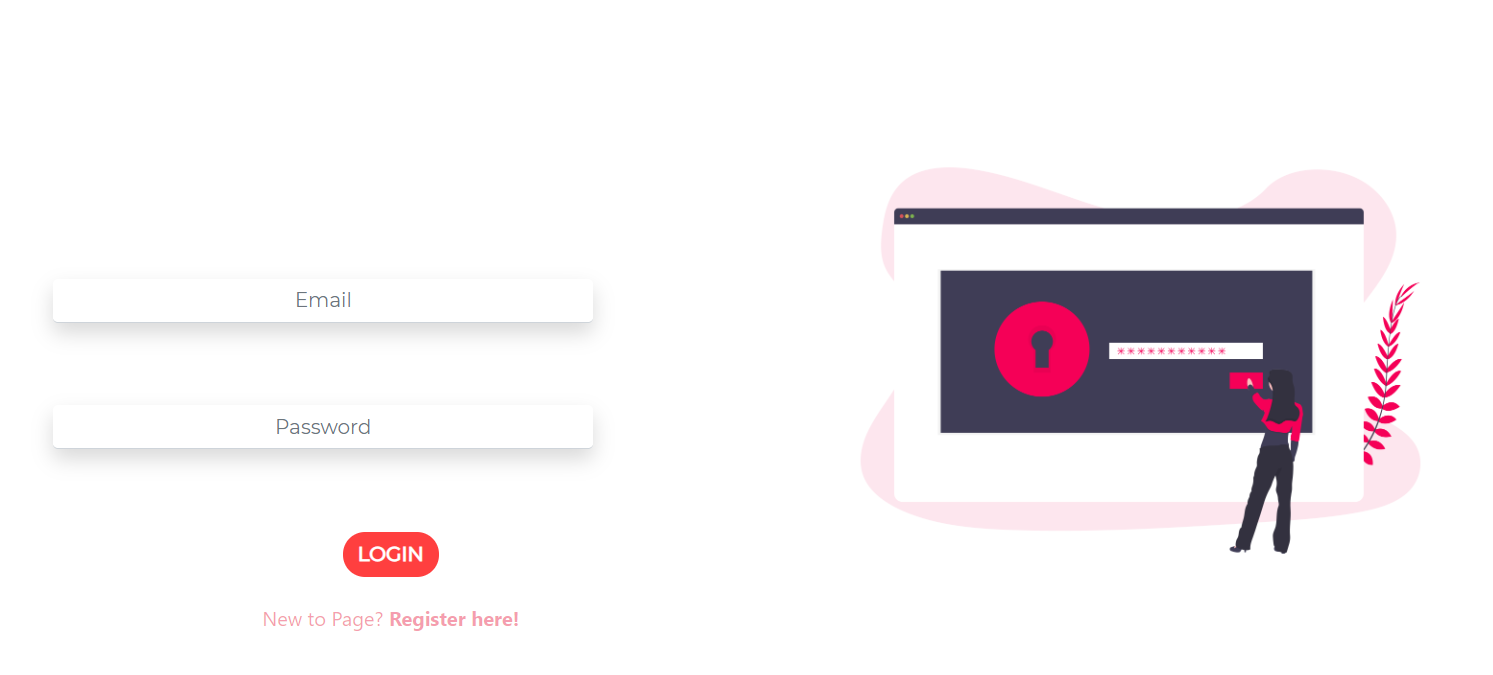 Email
Password
LOGIN
New to Page? Register here!